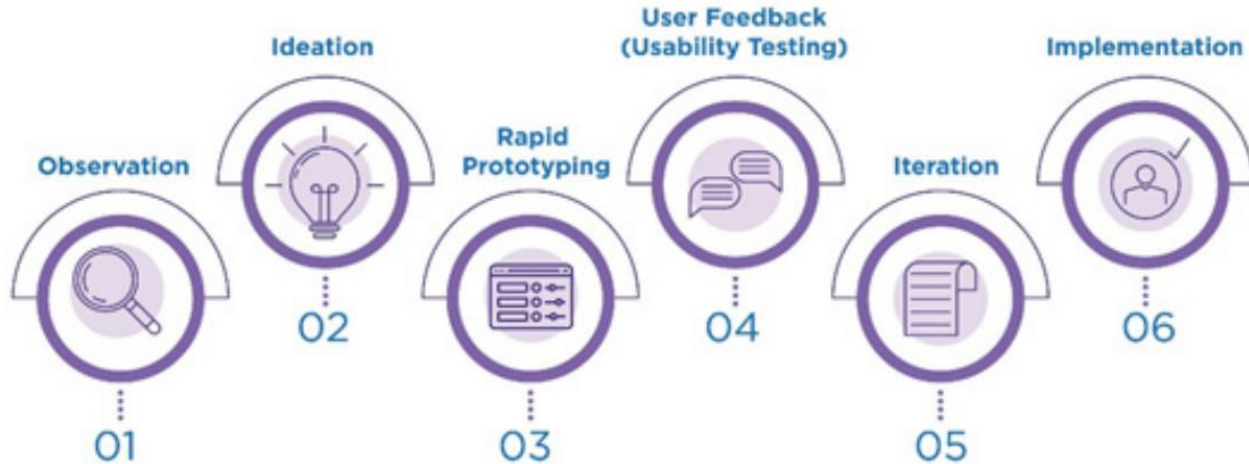 Observation
01
Ideation
02
Rapid
Prototyping
03
User Feedback
(Usability Testing)
04
Iteration
05
Implementation
06